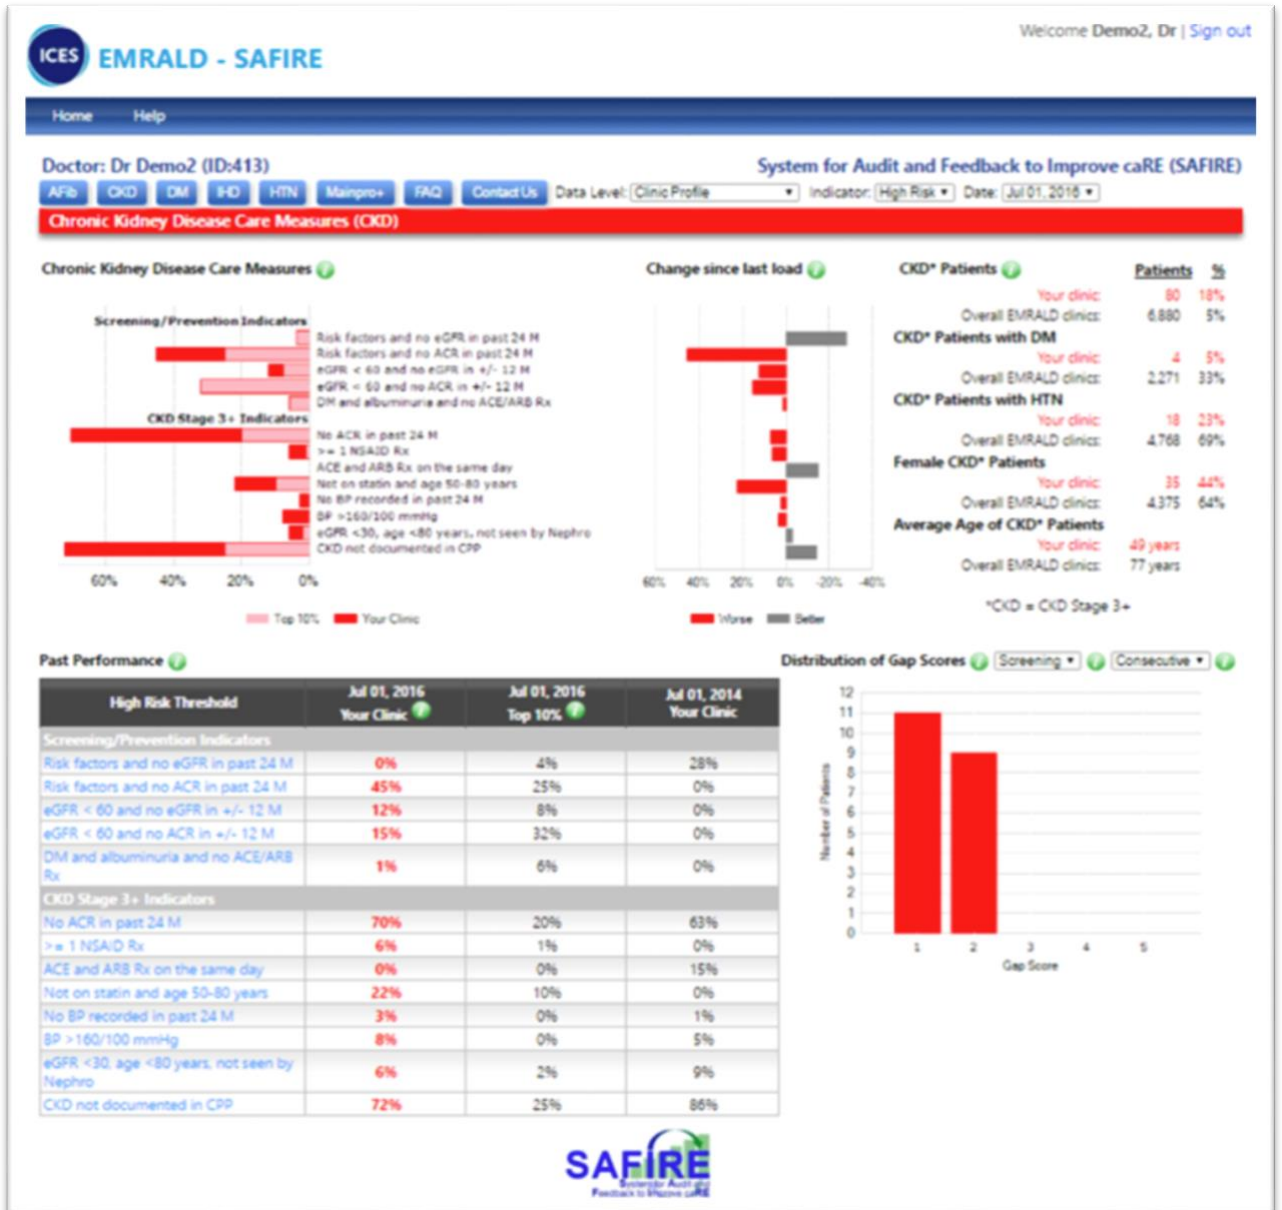 Welcome Demo2, Dr | Sign out
ICES EMRALD - SAFIRE
Home Help
Doctor: Dr Demo2 (ID:413) System for Audit and Feedback to Improve caRE (SAFIRE)
AFib CKD DM IHD HTN Mainpro+ FAQ Contact Us Data Level: Clinic Profile Indicator: High Risk Date: Jul 01, 2016
Chronic Kidney Disease Care Measures (CKD)
Chronic Kidney Disease Care Measures
Screening/Prevention Indicators
Risk factors and no eGFR in past 24 M
Risk factors and no ACR in past 24 M
eGFR < 60 and no eGFR in +/- 12 M
eGFR < 60 and no ACR in +/- 12 M
DM and albuminuria and no ACE/ARB Rx
CKD Stage 3+ Indicators
No ACR in past 24 M
>= 1 NSAID Rx
ACE and ARB Rx on the same day
Not on statin and age 50-80 years
No BP recorded in past 24 M
BP >160/100 mmHg
eGFR <30, age <80 years, not seen by Nephro
CKD not documented in CPP
60% 40% 20% 0%
Top 10% Your Clinic
Change since last load
60% 40% 20% 0% -20% -40%
Worse Better
CKD* Patients Patients %
Your clinic: 80 18%
Overall EMRALD clinics: 6,880 5%
CKD* Patients with DM
Your clinic: 4 5%
Overall EMRALD clinics: 2,271 33%
CKD* Patients with HTN
Your clinic: 18 23%
Overall EMRALD clinics: 4,768 69%
Female CKD* Patients
Your clinic: 35 44%
Overall EMRALD clinics: 4,375 64%
Average Age of CKD* Patients
Your clinic: 49 years
Overall EMRALD clinics: 77 years
*CKD = CKD Stage 3+
Past Performance
High Risk Threshold Jul 01, 2016 Your Clinic Jul 01, 2016 Top 10% Jul 01, 2014 Your Clinic
Screening/Prevention Indicators
Risk factors and no eGFR in past 24 M 0% 4% 28%
Risk factors and no ACR in past 24 M 45% 25% 0%
eGFR < 60 and no eGFR in +/- 12 M 12% 8% 0%
eGFR < 60 and no ACR in +/- 12 M 15% 32% 0%
DM and albuminuria and no ACE/ARB
Rx 1% 6% 0%
CKD Stage 3+ Indicators
No ACR in past 24 M 70% 20% 63%
>= 1 NSAID Rx 6% 1% 0%
ACE and ARB Rx on the same day 0% 0% 15%
Not on statin and age 50-80 years 22% 10% 0%
No BP recorded in past 24 M 3% 0% 1%
BP >160/100 mmHg 8% 0% 5%
eGFR <30, age <80 years, not seen by
Nephro 6% 2% 9%
CKD not documented in CPP 72% 25% 86%
Distribution of Gap Scores Screening Consecutive
12
11
10
9
8
7
6
5
4
3
2
1
0
Number of Patients
1 2 3 4 5
Gap Score
SAFIRE
System for Audit and
Feedback to Improve caRE